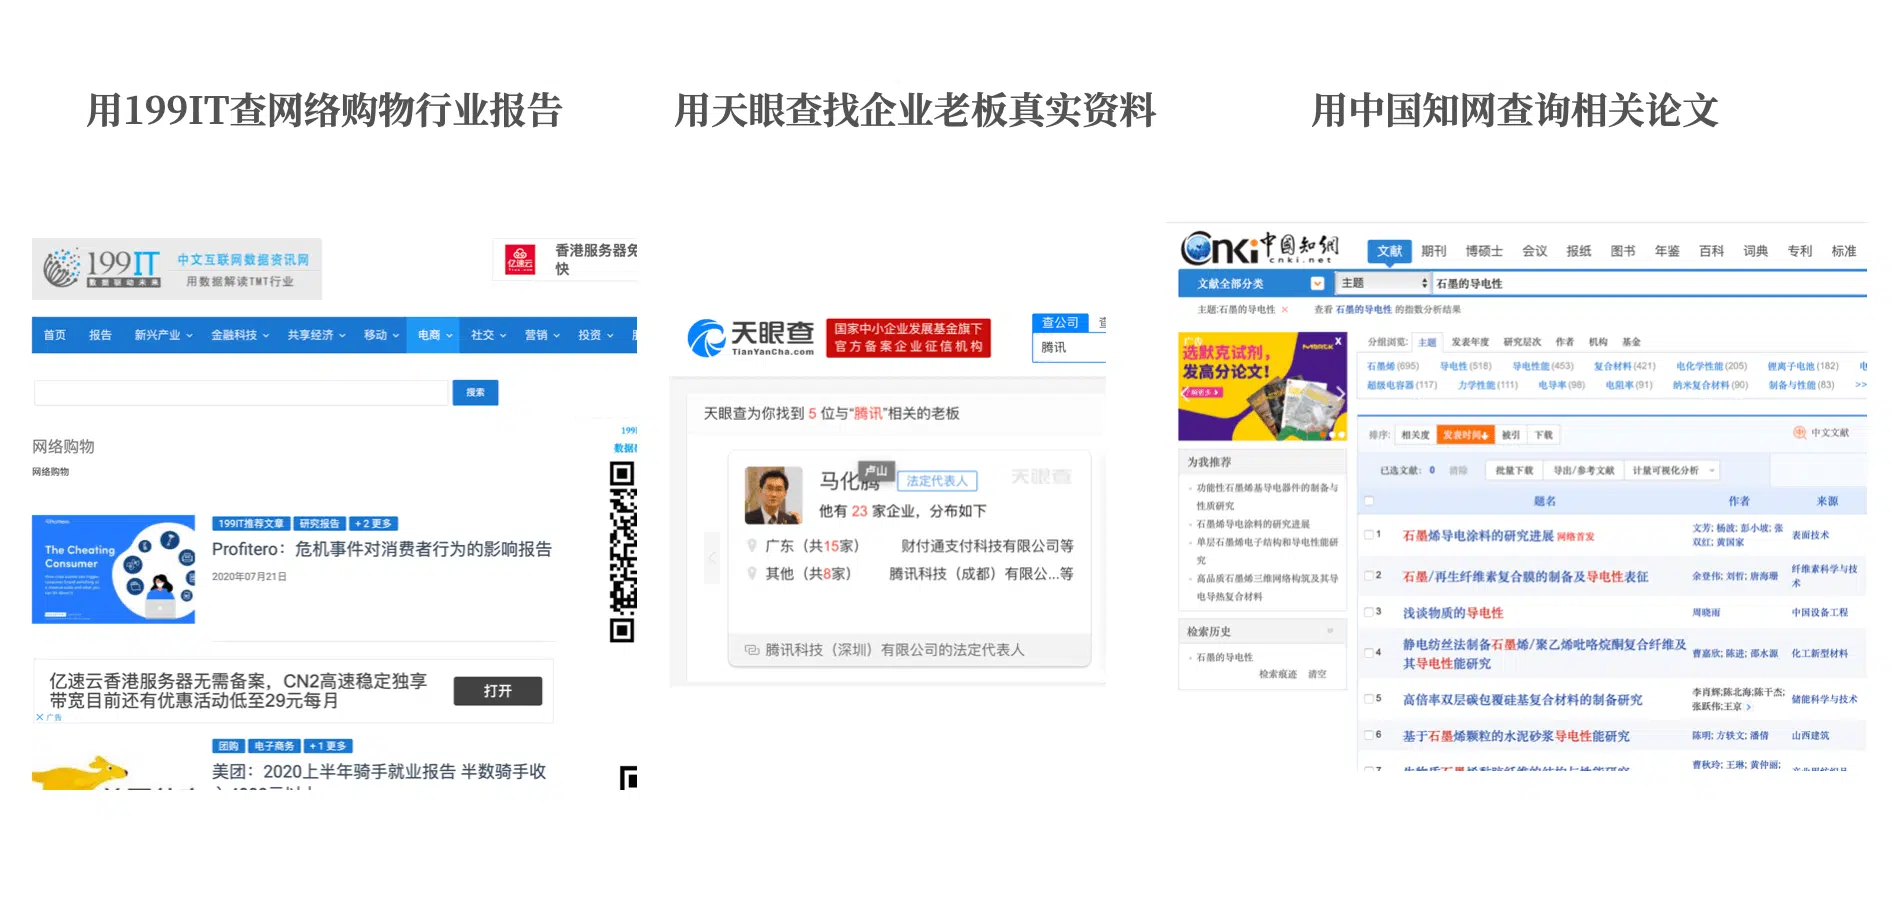 用199IT查网络购物行业报告
用天眼查找企业老板真实资料
用中国知网查询相关论文
199IT
数据驱动未来
中文互联网数据资讯网
用数据解读TMT行业
亿速云
香港服务器免
快
首页 报告 新兴产业 金融科技 共享经济 移动 电商 社交 营销 投资
搜索
网络购物
网络购物
199I
数据
The Cheating
Consumer
199IT推荐文章 研究报告 +2更多
Profitero：危机事件对消费者行为的影响报告
2020年07月21日
亿速云香港服务器无需备案，CN2高速稳定独享
带宽目前还有优惠活动低至29元每月
打开
广告
团购 电子商务 +1更多
美团：2020上半年骑手就业报告 半数骑手收
天眼查
TianYanCha.com
国家中小企业发展基金旗下
官方备案企业征信机构
查公司
腾讯
天眼查为你找到 5 位与“腾讯”相关的老板
马化腾
卢山
法定代表人
天眼查
他有 23 家企业，分布如下
广东（共15家） 财付通支付科技有限公司等
其他（共8家） 腾讯科技（成都）有限公...等
腾讯科技（深圳）有限公司的法定代表人
cnki 中国知网
cnki.net
文献 期刊 博硕士 会议 报纸 图书 年鉴 百科 词典 专利 标准
文献全部分类 主题 石墨的导电性
主题:石墨的导电性 × 查看 石墨的导电性 的指数分析结果
广告
选默克试剂，
发高分论文！
MERCK
X
分组浏览: 主题 发表年度 研究层次 作者 机构 基金
石墨烯(695) 导电性(518) 导电性能(453) 复合材料(421) 电化学性能(205) 锂离子电池(182)
超级电容器(117) 力学性能(111) 电导率(98) 电阻率(91) 纳米复合材料(90) 制备与性能(83) >>
排序: 相关度 发表时间 被引 下载
中文文献
已选文献: 0 清除 批量下载 导出/参考文献 计量可视化分析
题名 作者 来源
1 石墨烯导电涂料的研究进展 网络首发
文芳; 杨波; 彭小坡; 张
双红; 黄国家
表面技术
2 石墨/再生纤维素复合膜的制备及导电性表征
余登伟; 刘哲; 唐海珊
纤维素科学与技
术
3 浅谈物质的导电性
周晓雨
中国设备工程
4 静电纺丝法制备石墨烯/聚乙烯吡咯烷酮复合纤维及
其导电性能研究
曹嘉欣; 陈进; 邵水源
化工新型材料
5 高倍率双层碳包覆硅基复合材料的制备研究
李肖辉;陈北海;陈干杰;
张跃伟;王京
储能科学与技术
6 基于石墨烯颗粒的水泥砂浆导电性能研究
陈明; 方轶文; 潘倩
山西建筑
曹秋玲; 王琳; 黄仲丽;
为我推荐
功能性石墨烯基导电器件的制备与
性质研究
石墨烯导电涂料的研究进展
单层石墨烯电子结构和导电性能研
究
高品质石墨烯三维网络构筑及其导
电导热复合材料
检索历史
石墨的导电性
检索痕迹 清空